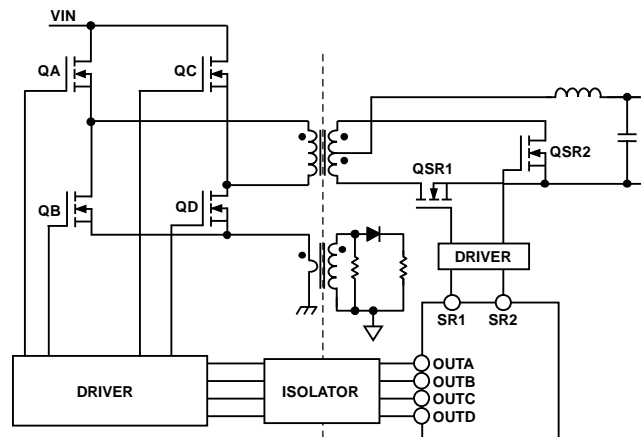 VIN
QA
QC
QSR1
QSR2
QB
QD
DRIVER
SR1
SR2
DRIVER
ISOLATOR
OUTA
OUTB
OUTC
OUTD